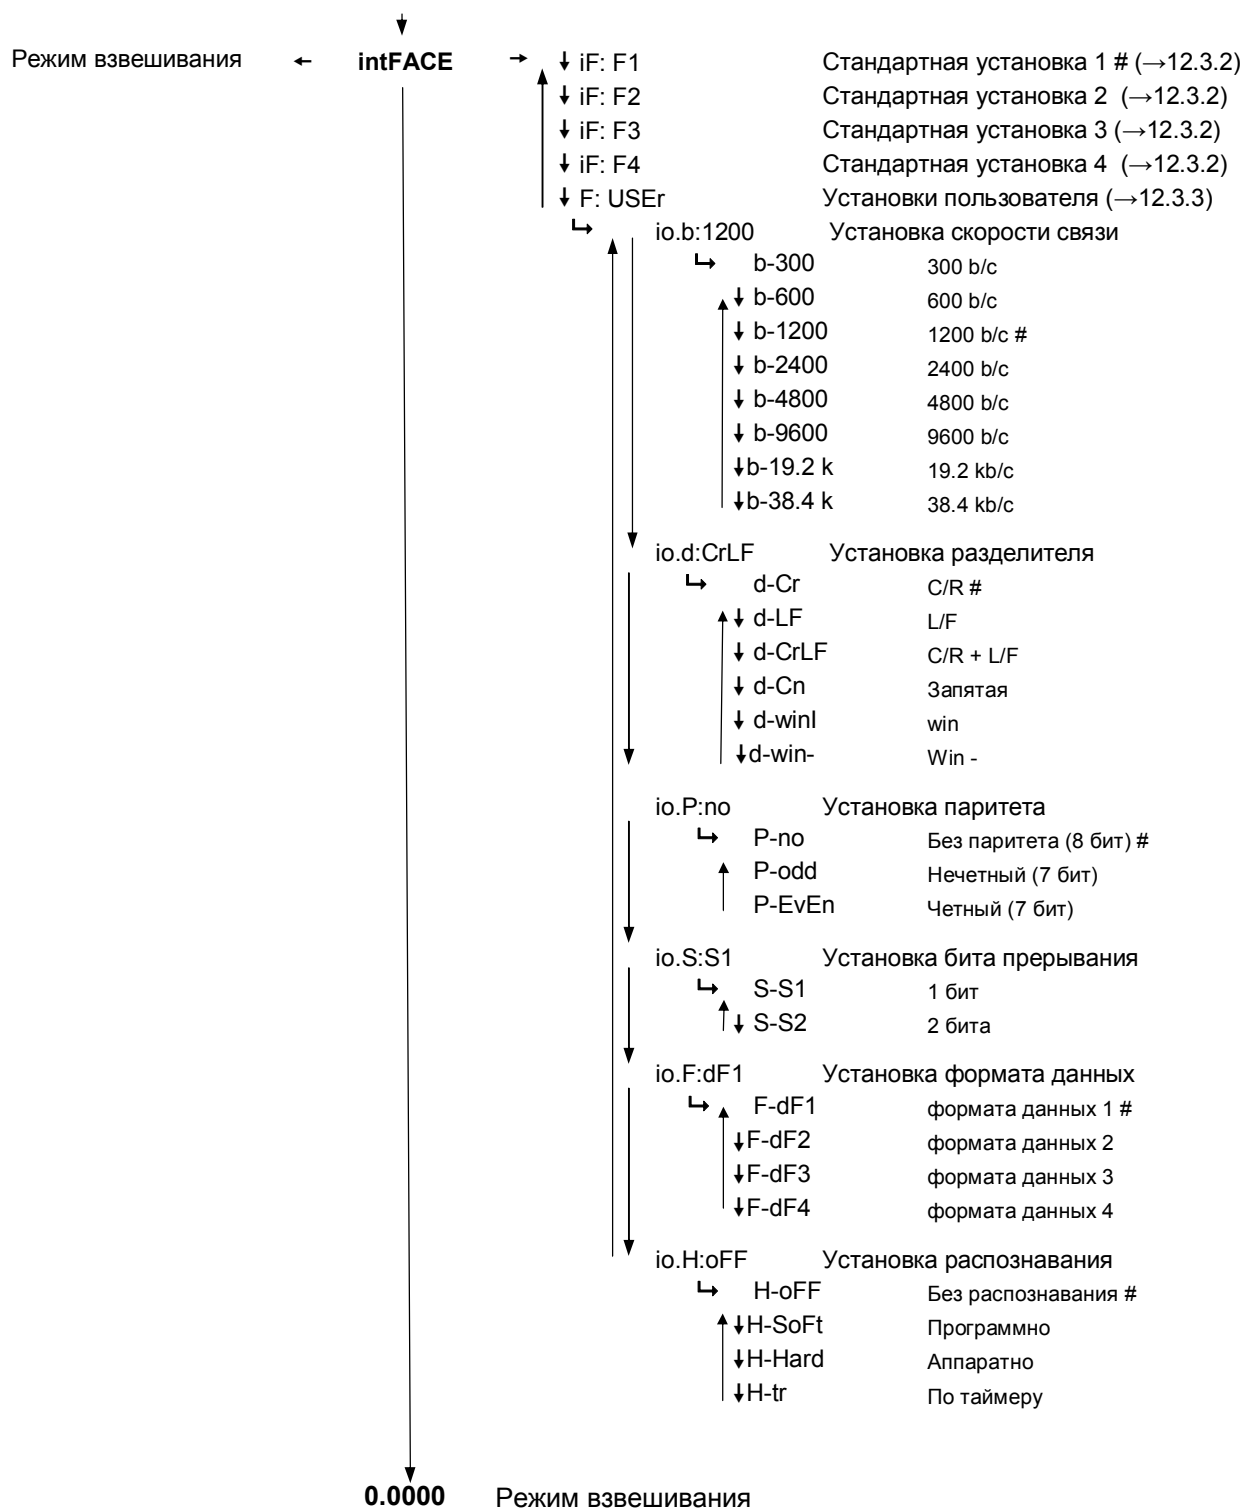 Режим взвешивания ← intFACE → ↓ iF: F1 Стандартная установка 1 # (→12.3.2)
↓ iF: F2 Стандартная установка 2 (→12.3.2)
↓ iF: F3 Стандартная установка 3 (→12.3.2)
↓ iF: F4 Стандартная установка 4 (→12.3.2)
↓ F: USEr Установки пользователя (→12.3.3)
io.b:1200 Установка скорости связи
b-300 300 b/c
↓ b-600 600 b/c
↓ b-1200 1200 b/c #
↓ b-2400 2400 b/c
↓ b-4800 4800 b/c
↓ b-9600 9600 b/c
↓b-19.2 k 19.2 kb/c
↓b-38.4 k 38.4 kb/c
io.d:CrLF Установка разделителя
d-Cr C/R #
↓ d-LF L/F
↓ d-CrLF C/R + L/F
↓ d-Cn Запятая
↓ d-winI win
↓d-win- Win -
io.P:no Установка паритета
P-no Без паритета (8 бит) #
P-odd Нечетный (7 бит)
P-EvEn Четный (7 бит)
io.S:S1 Установка бита прерывания
S-S1 1 бит
↓ S-S2 2 бита
io.F:dF1 Установка формата данных
F-dF1 формата данных 1 #
↓F-dF2 формата данных 2
↓F-dF3 формата данных 3
↓F-dF4 формата данных 4
io.H:oFF Установка распознавания
H-oFF Без распознавания #
↓H-SoFt Программно
↓H-Hard Аппаратно
↓H-tr По таймеру
0.0000 Режим взвешивания